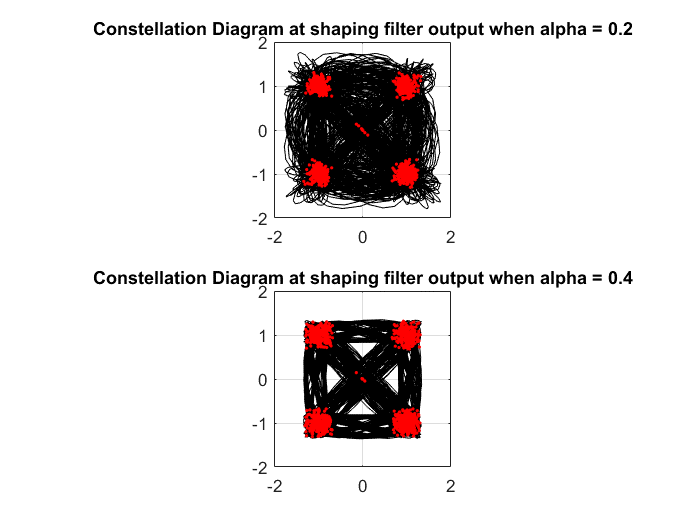 Constellation Diagram at shaping filter output when alpha = 0.2
2
1
0
-1
-2
-2 0 2
Constellation Diagram at shaping filter output when alpha = 0.4
2
1
0
-1
-2
-2 0 2